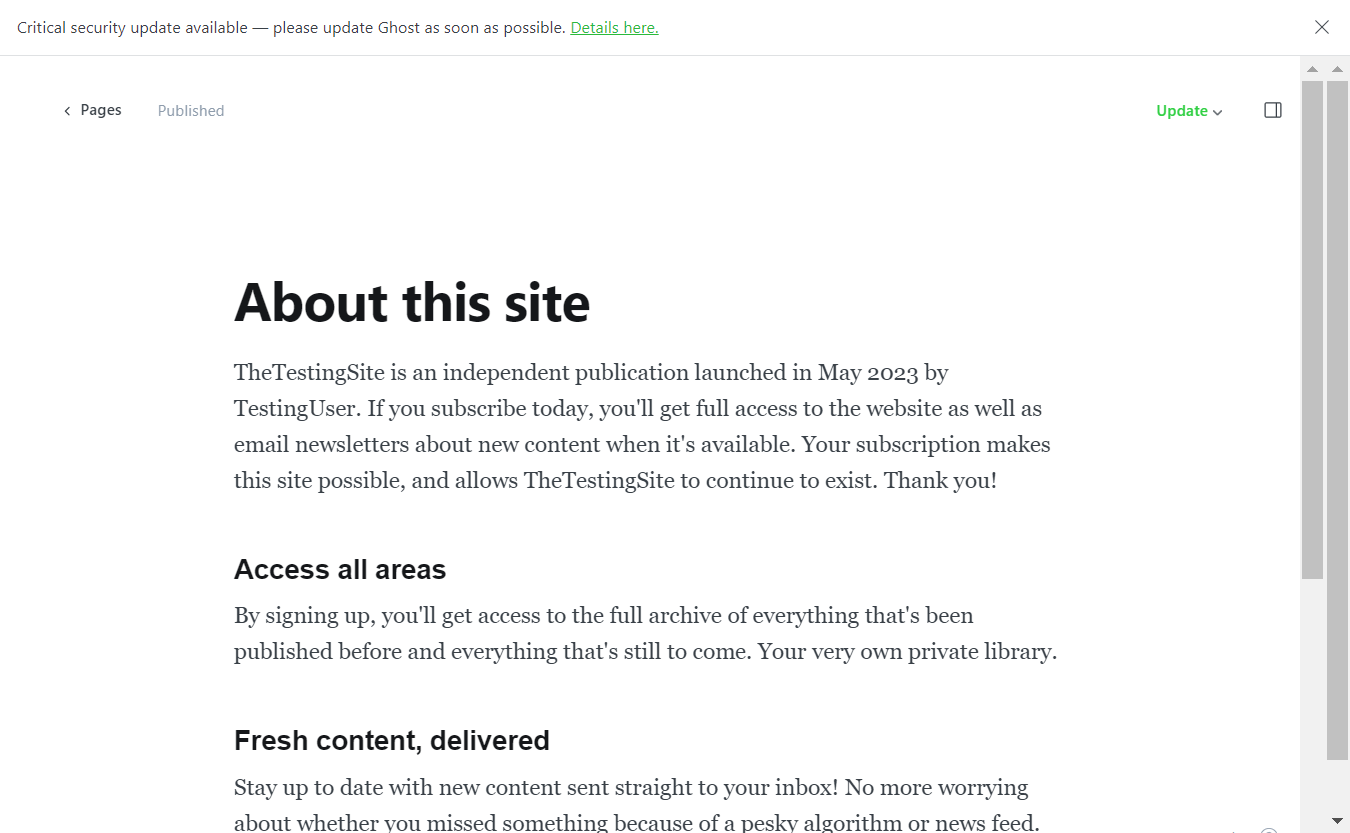 Critical security update available — please update Ghost as soon as possible. Details here.
Pages
Published
Update
About this site
TheTestingSite is an independent publication launched in May 2023 by
TestingUser. If you subscribe today, you'll get full access to the website as well as
email newsletters about new content when it's available. Your subscription makes
this site possible, and allows TheTestingSite to continue to exist. Thank you!
Access all areas
By signing up, you'll get access to the full archive of everything that's been
published before and everything that's still to come. Your very own private library.
Fresh content, delivered
Stay up to date with new content sent straight to your inbox! No more worrying
about whether you missed something because of a pesky algorithm or news feed.